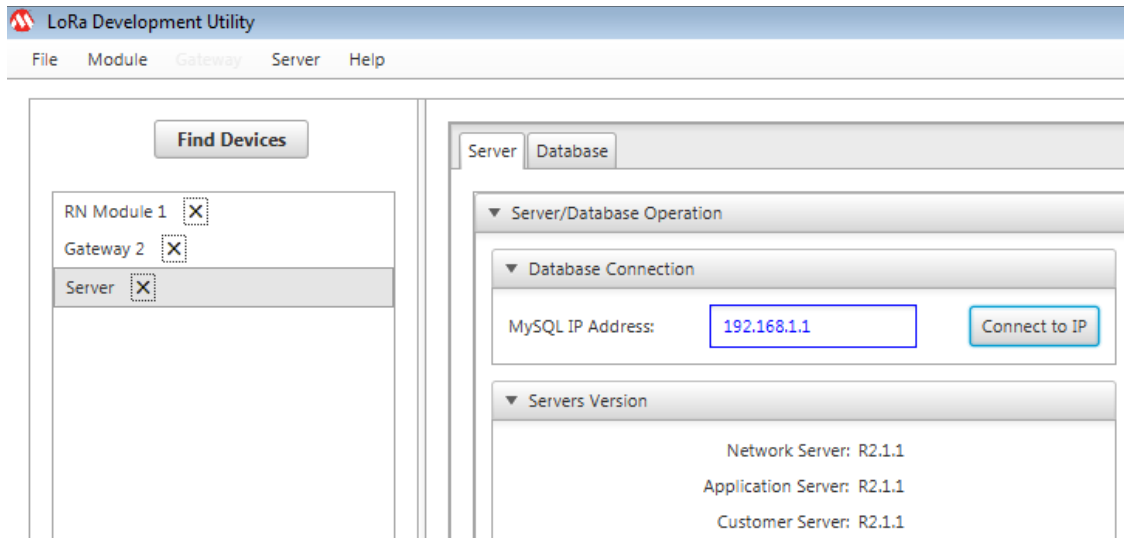 LoRa Development Utility
File Module Gateway Server Help
Find Devices
RN Module 1
Gateway 2
Server
Server Database
Server/Database Operation
Database Connection
MySQL IP Address: 192.168.1.1 Connect to IP
Servers Version
Network Server: R2.1.1
Application Server: R2.1.1
Customer Server: R2.1.1